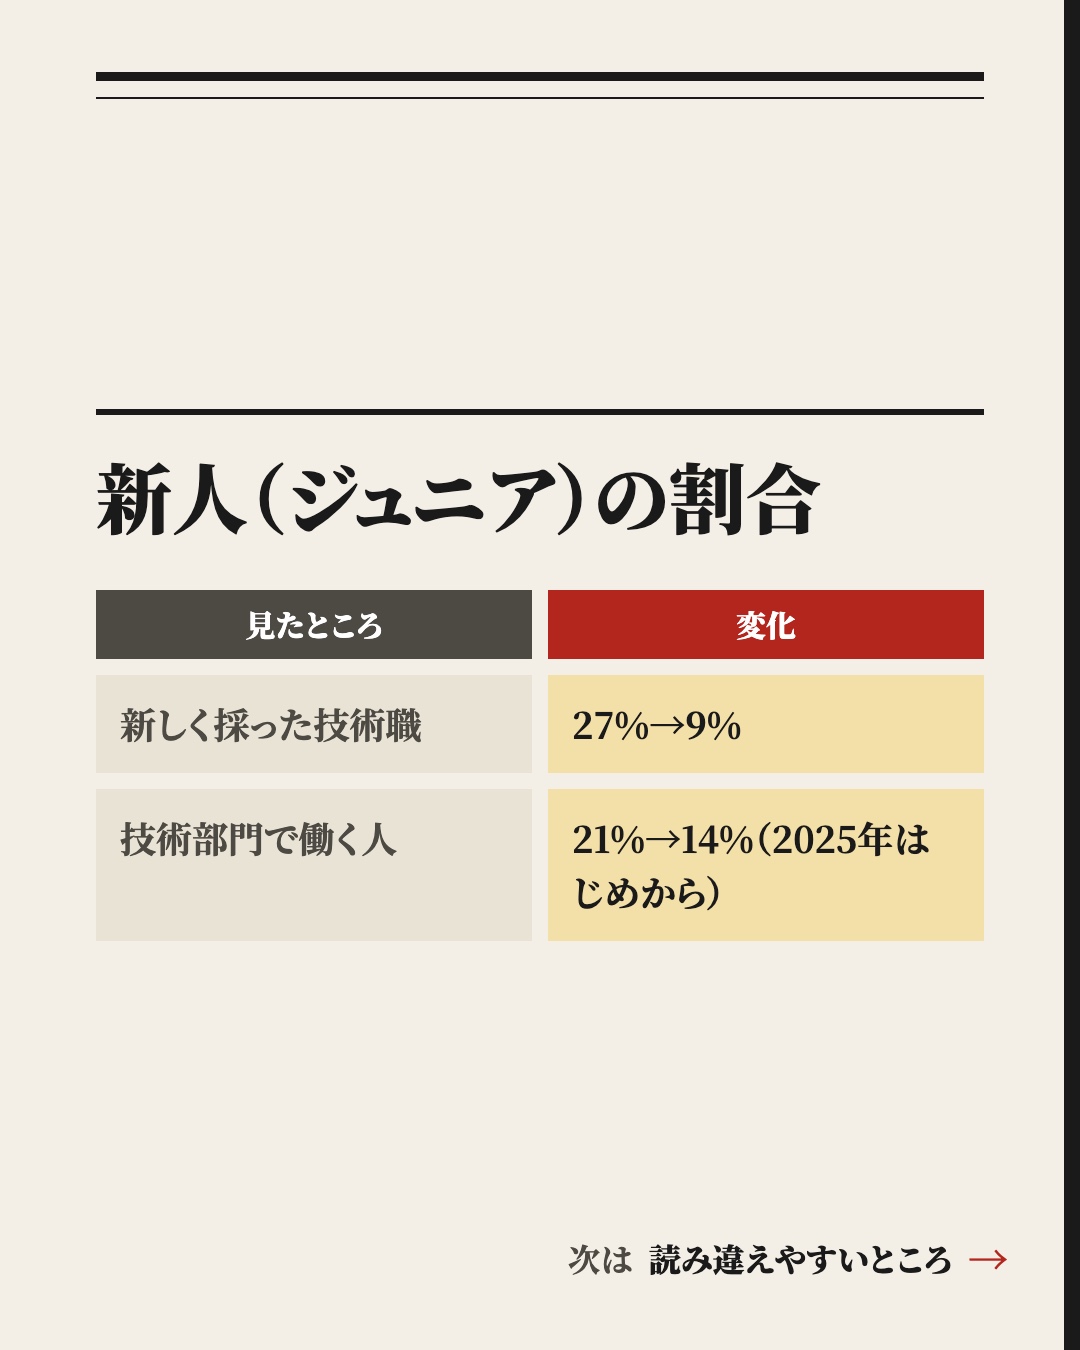 新人（ジュニア）の割合
見たところ
変化
新しく採った技術職
27%→9%
技術部門で働く人
21%→14%（2025年は
じめから）
次は 読み違えやすいところ →